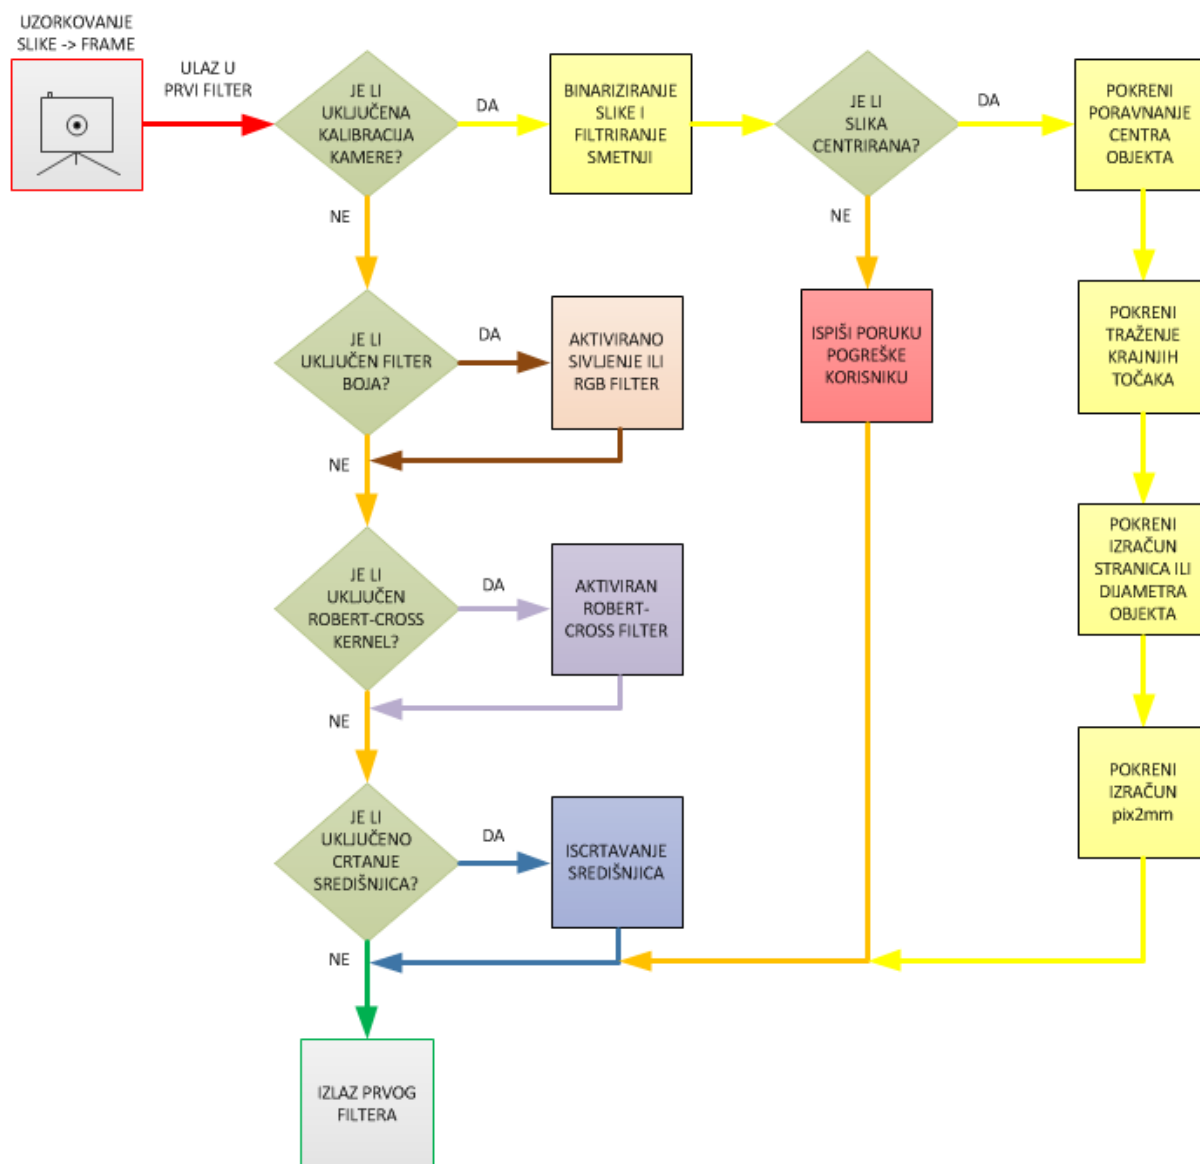 UZORKOVANJE
SLIKE -> FRAME
ULAZ U
PRVI FILTER
JE LI
UKLJUČENA
KALIBRACIJA
KAMERE?
DA
BINARIZIRANJE
SLIKE I
FILTRIRANJE
SMETNJI
JE LI
SLIKA
CENTRIRANA?
DA
POKRENI
PORAVNANJE
CENTRA
OBJEKTA
NE
NE
JE LI
UKLJUČEN FILTER
BOJA?
DA
AKTIVIRANO
SIVLJENJE ILI
RGB FILTER
ISPIŠI PORUKU
POGREŠKE
KORISNIKU
POKRENI
TRAŽENJE
KRAJNJIH
TOČAKA
NE
JE LI
UKLJUČEN
ROBERT-CROSS
KERNEL?
DA
AKTIVIRAN
ROBERT-
CROSS FILTER
POKRENI
IZRAČUN
STRANICA ILI
DIJAMETRA
OBJEKTA
NE
JE LI
UKLJUČENO
CRTANJE
SREDIŠNJICA?
DA
ISCRTAVANJE
SREDIŠNJICA
POKRENI
IZRAČUN
pix2mm
NE
IZLAZ PRVOG
FILTERA